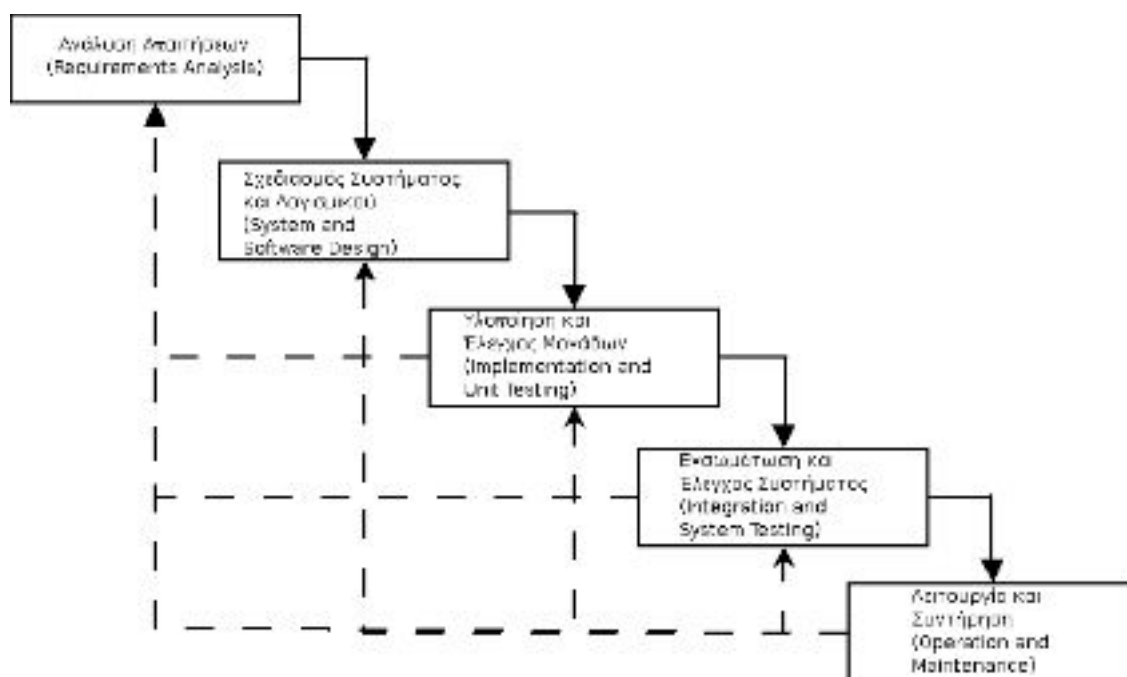 Ανάλυση Απαιτήσεων
(Requirements Analysis)
Σχεδιασμός Συστήματος
και Λογισμικού
(System and
Software Design)
Υλοποίηση και
Έλεγχος Μονάδων
(Implementation and
Unit Testing)
Ενσωμάτωση και
Έλεγχος Συστήματος
(Integration and
System Testing)
Λειτουργία και
Συντήρηση
(Operation and
Maintenance)